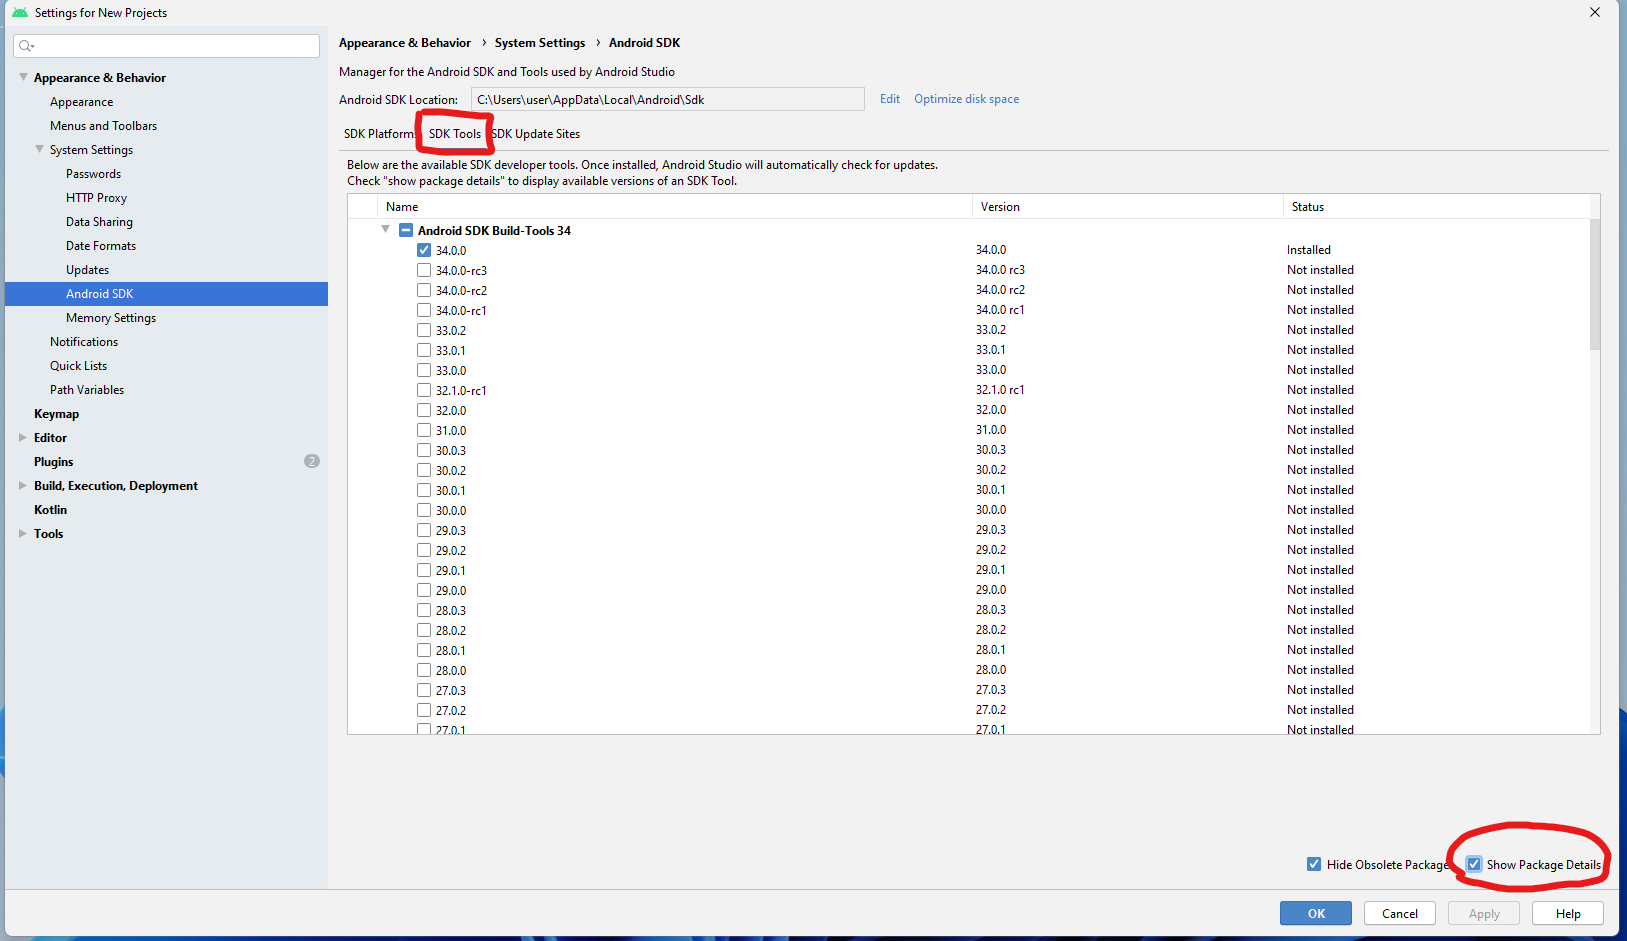 Settings for New Projects
Appearance & Behavior
Appearance
Menus and Toolbars
System Settings
Passwords
HTTP Proxy
Data Sharing
Date Formats
Updates
Android SDK
Memory Settings
Notifications
Quick Lists
Path Variables
Keymap
Editor
Plugins 2
Build, Execution, Deployment
Kotlin
Tools
Appearance & Behavior › System Settings › Android SDK
Manager for the Android SDK and Tools used by Android Studio
Android SDK Location: C:\Users\user\AppData\Local\Android\Sdk Edit Optimize disk space
SDK Platform SDK Tools SDK Update Sites
Below are the available SDK developer tools. Once installed, Android Studio will automatically check for updates.
Check "show package details" to display available versions of an SDK Tool.
Name Version Status
Android SDK Build-Tools 34
34.0.0 34.0.0 Installed
34.0.0-rc3 34.0.0 rc3 Not installed
34.0.0-rc2 34.0.0 rc2 Not installed
34.0.0-rc1 34.0.0 rc1 Not installed
33.0.2 33.0.2 Not installed
33.0.1 33.0.1 Not installed
33.0.0 33.0.0 Not installed
32.1.0-rc1 32.1.0 rc1 Not installed
32.0.0 32.0.0 Not installed
31.0.0 31.0.0 Not installed
30.0.3 30.0.3 Not installed
30.0.2 30.0.2 Not installed
30.0.1 30.0.1 Not installed
30.0.0 30.0.0 Not installed
29.0.3 29.0.3 Not installed
29.0.2 29.0.2 Not installed
29.0.1 29.0.1 Not installed
29.0.0 29.0.0 Not installed
28.0.3 28.0.3 Not installed
28.0.2 28.0.2 Not installed
28.0.1 28.0.1 Not installed
28.0.0 28.0.0 Not installed
27.0.3 27.0.3 Not installed
27.0.2 27.0.2 Not installed
27.0.1 27.0.1 Not installed
Hide Obsolete Package Show Package Details
OK Cancel Apply Help